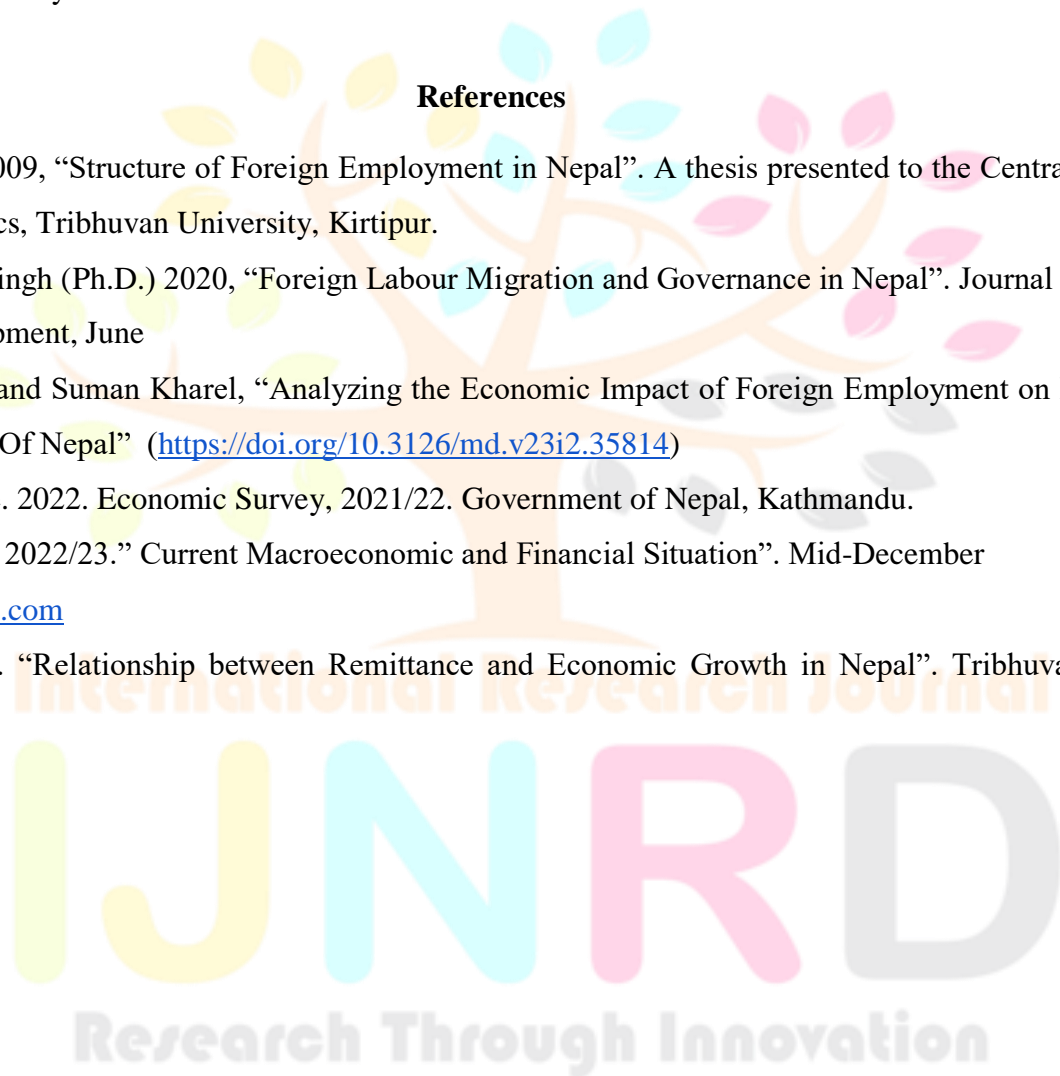 References
009, “Structure of Foreign Employment in Nepal”. A thesis presented to the Centra
cs, Tribhuvan University, Kirtipur.
ingh (Ph.D.) 2020, “Foreign Labour Migration and Governance in Nepal”. Journal
pment, June
and Suman Kharel, “Analyzing the Economic Impact of Foreign Employment on
Of Nepal” (https://doi.org/10.3126/md.v23i2.35814)
. 2022. Economic Survey, 2021/22. Government of Nepal, Kathmandu.
2022/23.” Current Macroeconomic and Financial Situation”. Mid-December
.com
. “Relationship between Remittance and Economic Growth in Nepal”. Tribhuva
International Research Journal
IJNRD
Research Through Innovation